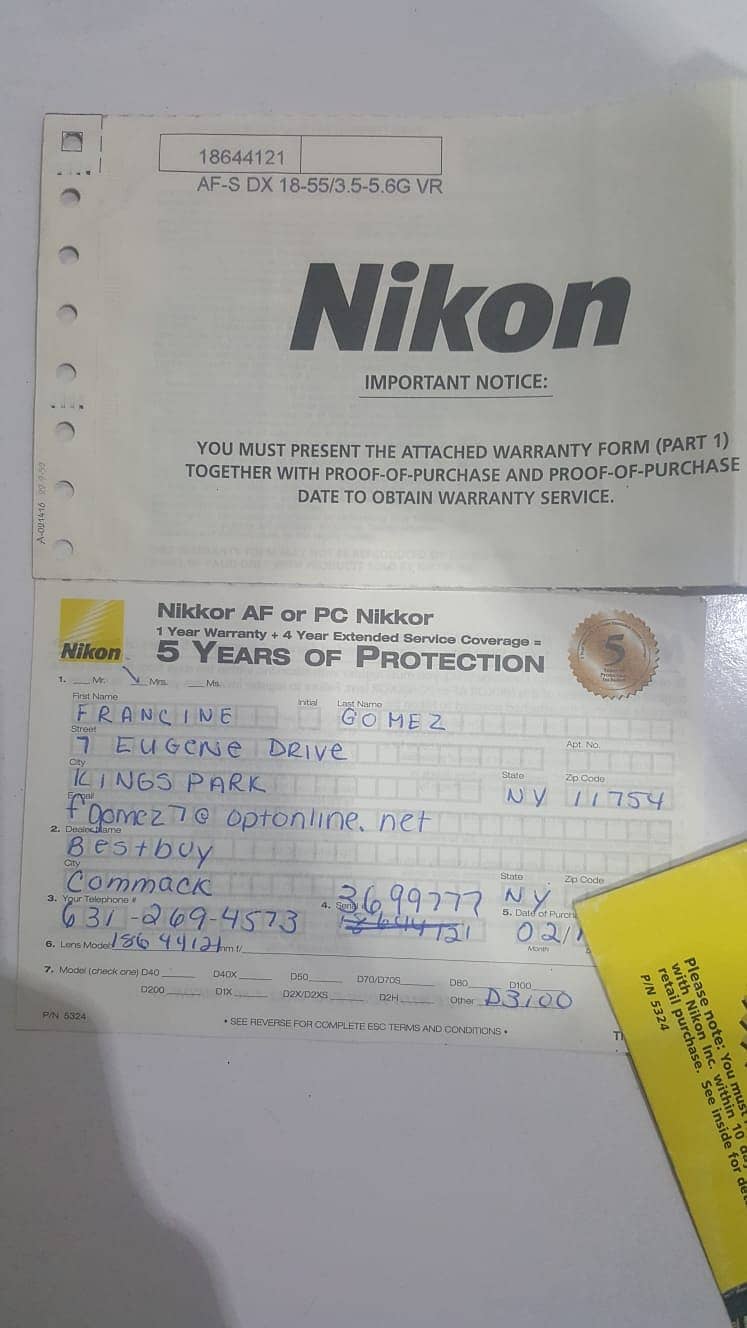 18644121
AF-S DX 18-55/3.5-5.6G VR
Nikon
IMPORTANT NOTICE:
YOU MUST PRESENT THE ATTACHED WARRANTY FORM (PART 1)
TOGETHER WITH PROOF-OF-PURCHASE AND PROOF-OF-PURCHASE
DATE TO OBTAIN WARRANTY SERVICE.
A-091416
Nikon
Nikkor AF or PC Nikkor
1 Year Warranty + 4 Year Extended Service Coverage =
5 YEARS OF PROTECTION
5
1. Mr. Mrs. Ms.
First Name Initial Last Name
FRANCINE GOMEZ
Street Apt. No.
7 EUGENE DRIVE
City State Zip Code
KINGS PARK NY 11754
Email
fgomez7@optonline.net
2. Dealer Name
Bestbuy
City State Zip Code
Commack NY
3. Your Telephone # 4. Serial # 3699777 5. Date of Purch
631-269-4573 18644121 02/
Month
6. Lens Model 18644121 mm f/
7. Model (check one) D40 D40X D50 D70/D70S D80 D100
D200 D1X D2X/D2XS D2H Other D3100
P/N 5324
• SEE REVERSE FOR COMPLETE ESC TERMS AND CONDITIONS •
Please note: You must
with Nikon Inc. within 10 da
retail purchase. See inside for det
P/N 5324